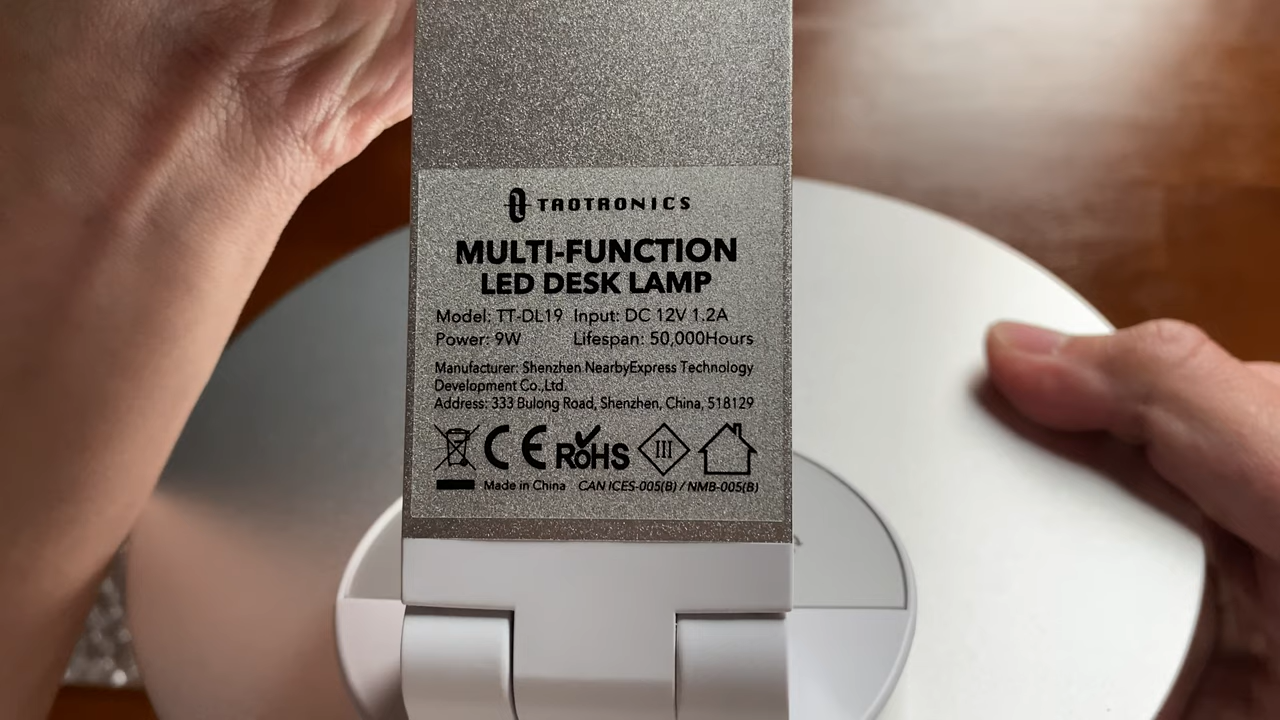 TAOTRONICS
MULTI-FUNCTION
LED DESK LAMP
Model: TT-DL19 Input: DC 12V 1.2A
Power: 9W Lifespan: 50,000Hours
Manufacturer: Shenzhen NearbyExpress Technology
Development Co.,Ltd.
Address: 333 Bulong Road, Shenzhen, China, 518129
CE RoHS III
Made in China CAN ICES-005(B) / NMB-005(B)